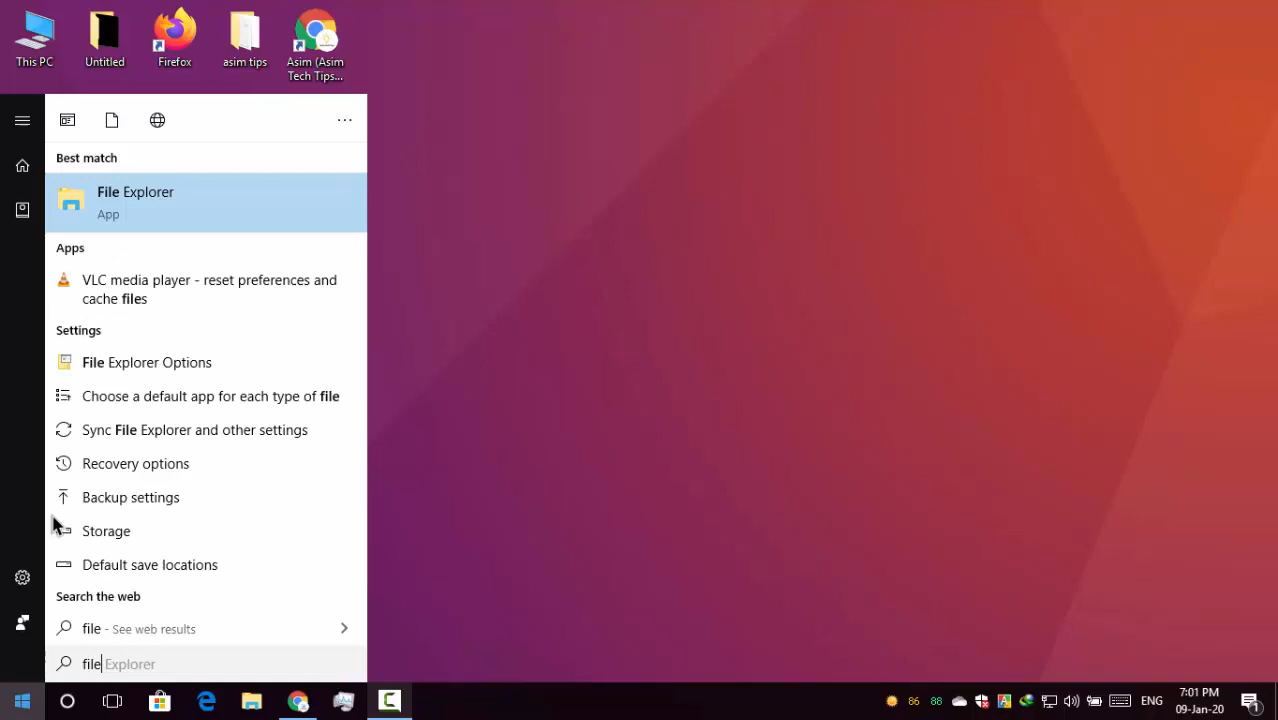 This PC
Untitled
Firefox
asim tips
Asim (Asim
Tech Tips...
Best match
File Explorer
App
Apps
VLC media player - reset preferences and
cache files
Settings
File Explorer Options
Choose a default app for each type of file
Sync File Explorer and other settings
Recovery options
Backup settings
Storage
Default save locations
Search the web
file - See web results
file Explorer
86
88
ENG
7:01 PM
09-Jan-20
1